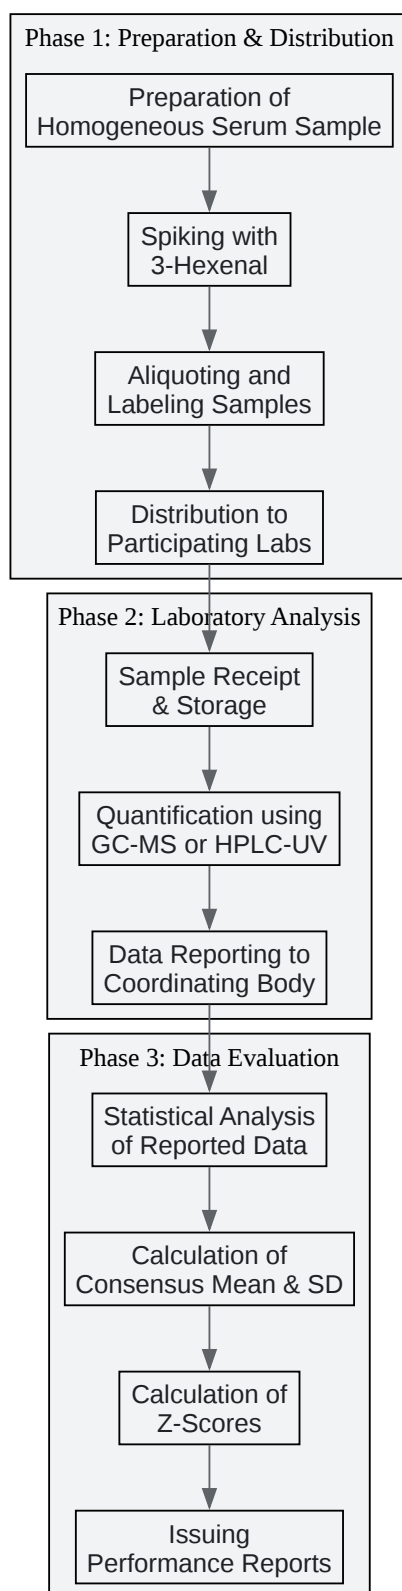 Phase 1: Preparation & Distribution
Preparation of
Homogeneous Serum Sample
Spiking with
3-Hexenal
Aliquoting and
Labeling Samples
Distribution to
Participating Labs
Phase 2: Laboratory Analysis
Sample Receipt
& Storage
Quantification using
GC-MS or HPLC-UV
Data Reporting to
Coordinating Body
Phase 3: Data Evaluation
Statistical Analysis
of Reported Data
Calculation of
Consensus Mean & SD
Calculation of
Z-Scores
Issuing
Performance Reports